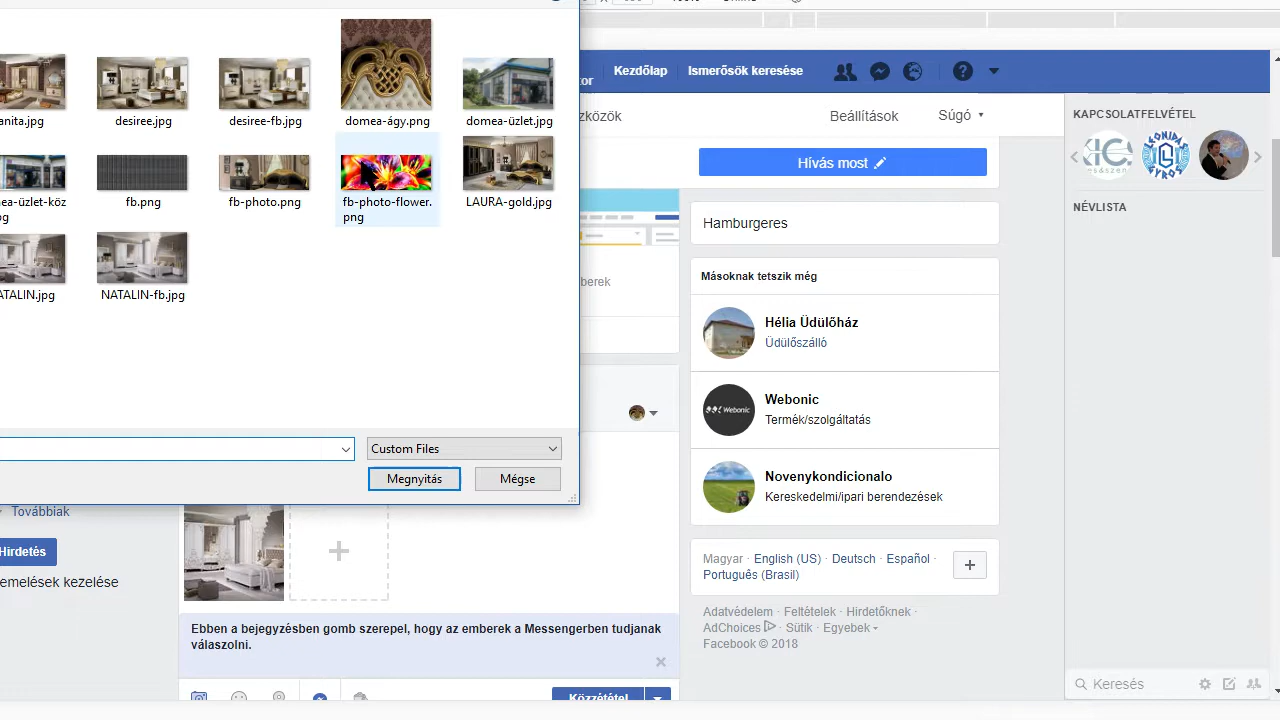 anita.jpg
desiree.jpg
desiree-fb.jpg
domea-ágy.png
domea-üzlet.jpg
ea-üzlet-köz
pg
fb.png
fb-photo.png
fb-photo-flower.
png
LAURA-gold.jpg
ATALIN.jpg
NATALIN-fb.jpg
Custom Files
Megnyitás
Mégse
tor
Kezdőlap
Ismerősök keresése
zközök
Beállítások
Súgó
Hívás most
Hamburgeres
berek
Másoknak tetszik még
Hélia Üdülőház
Üdülőszálló
Webonic
Webonic
Termék/szolgáltatás
Novenykondicionalo
Kereskedelmi/ipari berendezések
Magyar · English (US) · Deutsch · Español ·
Português (Brasil)
Adatvédelem · Feltételek · Hirdetőknek ·
AdChoices · Sütik · Egyebek
Facebook © 2018
KAPCSOLATFELVÉTEL
NÉVLISTA
Keresés
Továbbiak
Hirdetés
emelések kezelése
Ebben a bejegyzésben gomb szerepel, hogy az emberek a Messengerben tudjanak
válaszolni.
Közzététel